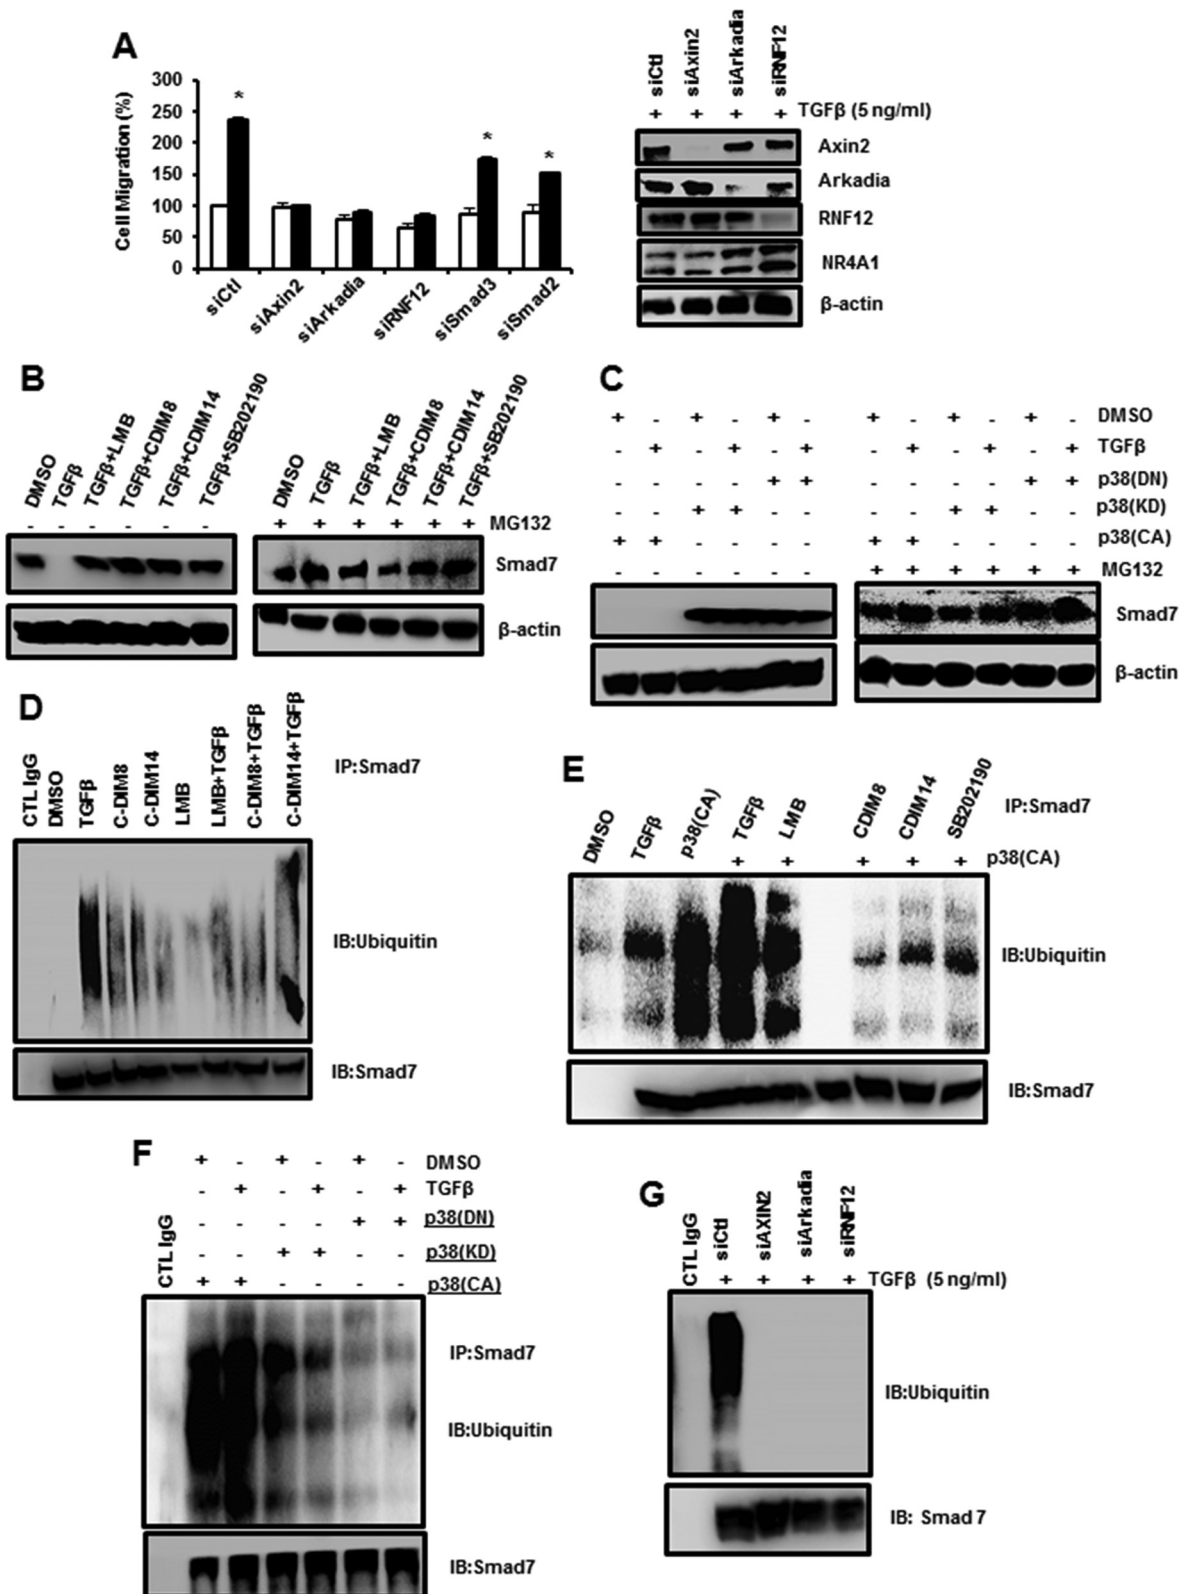 A
300
250
200
150
100
50
0
Cell Migration (%)
*
*
*
siCtl
siAxin2
siArkadia
siRNF12
siSmad3
siSmad2
siCtl
siAxin2
siArkadia
siRNF12
+ + + + TGFβ (5 ng/ml)
Axin2
Arkadia
RNF12
NR4A1
β-actin
B
DMSO
TGFβ
TGFβ+LMB
TGFβ+CDIM8
TGFβ+CDIM14
TGFβ+SB202190
DMSO
TGFβ
TGFβ+LMB
TGFβ+CDIM8
TGFβ+CDIM14
TGFβ+SB202190
- - - - - - + + + + + + MG132
Smad7
β-actin
C
+ - + - + - + - + - + - DMSO
- + - + - + - + - + - + TGFβ
- - - - + + - - - - + + p38(DN)
- - + + - - - - + + - - p38(KD)
+ + - - - - + + - - - - p38(CA)
- - - - - - + + + + + + MG132
Smad7
β-actin
D
CTL IgG
DMSO
TGFβ
C-DIM8
C-DIM14
LMB
LMB+TGFβ
C-DIM8+TGFβ
C-DIM14+TGFβ
IP:Smad7
IB:Ubiquitin
IB:Smad7
E
DMSO
TGFβ
p38(CA)
TGFβ
LMB
CDIM8
CDIM14
SB202190
IP:Smad7
+ + + + + p38(CA)
IB:Ubiquitin
IB:Smad7
F
CTL IgG
+ - + - + - DMSO
- + - + - + TGFβ
- - - - + + p38(DN)
- - + + - - p38(KD)
+ + - - - - p38(CA)
IP:Smad7
IB:Ubiquitin
IB:Smad7
G
CTL IgG
siCtl
siAXIN2
siArkadia
siRNF12
+ + + + TGFβ (5 ng/ml)
IB:Ubiquitin
IB: Smad 7